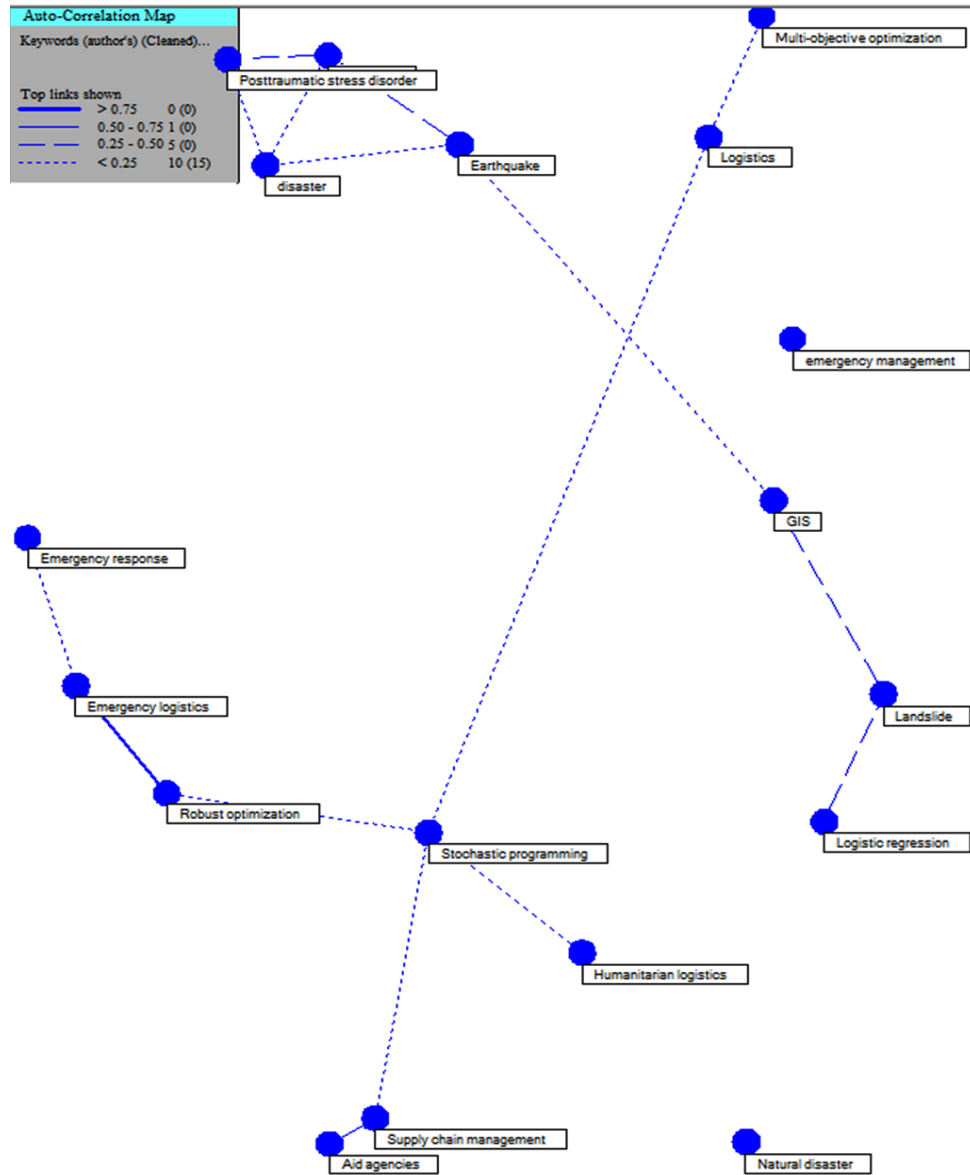 Auto-Correlation Map
Keywords (author's) (Cleaned)...
Top links shown
> 0.75 0 (0)
0.50 - 0.75 1 (0)
0.25 - 0.50 5 (0)
< 0.25 10 (15)
Multi-objective optimization
Posttraumatic stress disorder
Logistics
Earthquake
disaster
emergency management
GIS
Emergency response
Emergency logistics
Landslide
Robust optimization
Logistic regression
Stochastic programming
Humanitarian logistics
Supply chain management
Aid agencies
Natural disaster